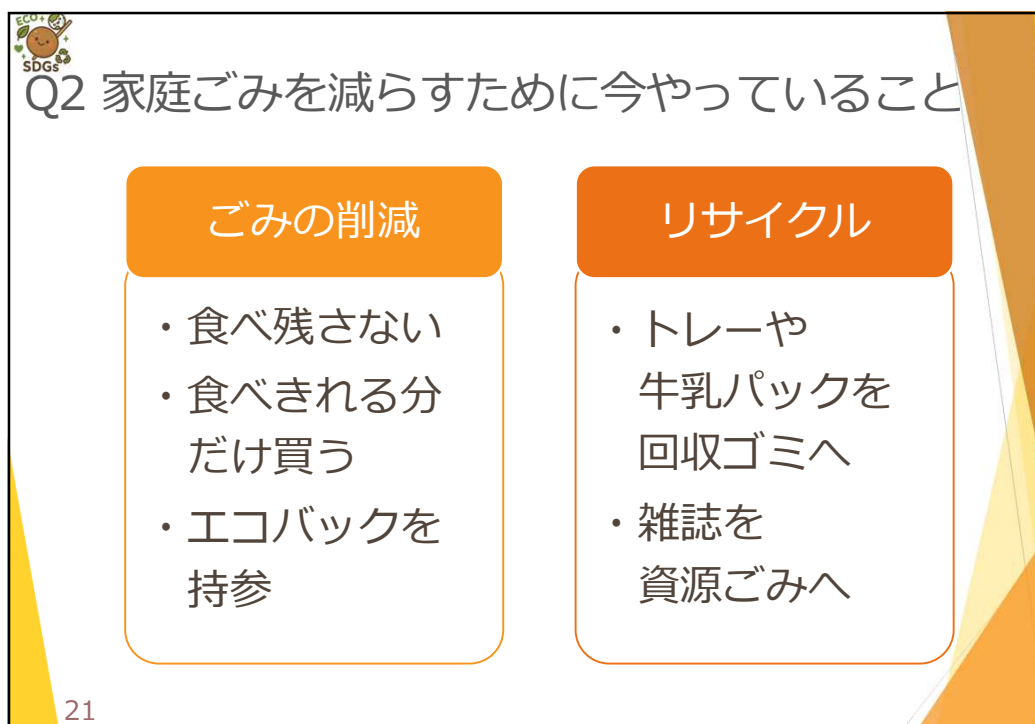 ECO+
SDGs
Q2 家庭ごみを減らすために今やっていること
ごみの削減
・食べ残さない
・食べきれる分
だけ買う
・エコバックを
持参
リサイクル
・トレーや
牛乳パックを
回収ゴミへ
・雑誌を
資源ごみへ
21